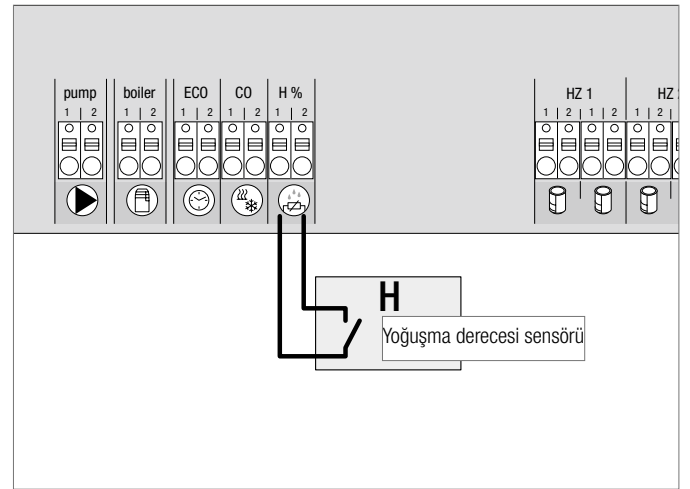 pump boiler ECO CO H % HZ 1 HZ
1 2 1 2 1 2 1 2 1 2 1 2 1 2 1 2
H
Yoğuşma derecesi sensörü